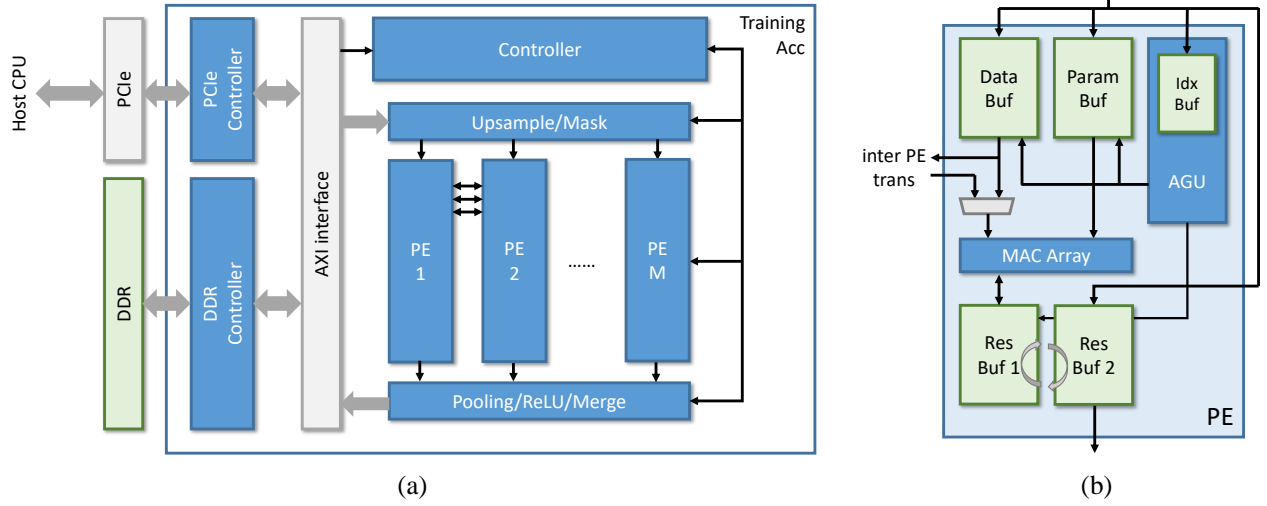 Host CPU
PCIe
PCIe
Controller
DDR
DDR
Controller
AXI interface
Training
Acc
Controller
Upsample/Mask
PE
1
PE
2
......
PE
M
Pooling/ReLU/Merge
(a)
Data
Buf
Param
Buf
Idx
Buf
AGU
inter PE
trans
MAC Array
Res
Buf 1
Res
Buf 2
PE
(b)